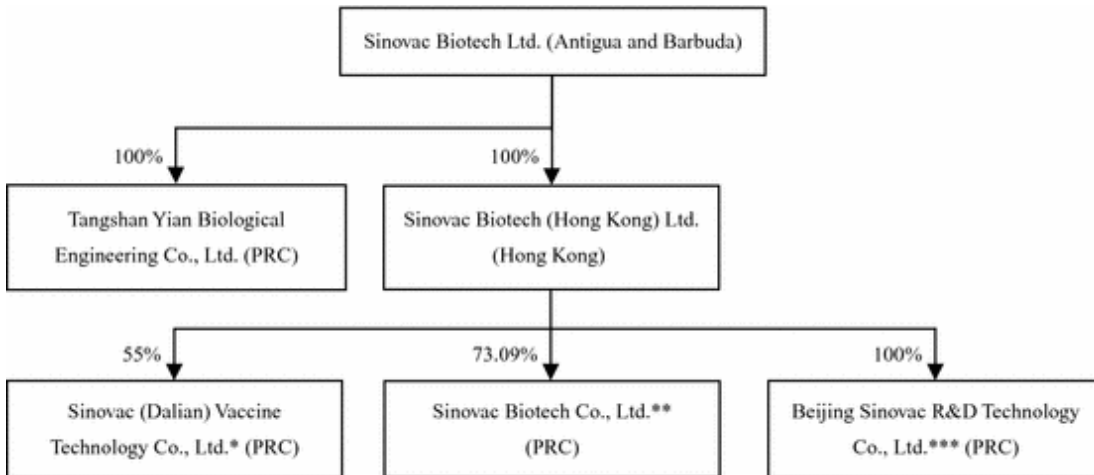 Sinovac Biotech Ltd. (Antigua and Barbuda)
100%
100%
Tangshan Yian Biological
Engineering Co., Ltd. (PRC)
Sinovac Biotech (Hong Kong) Ltd.
(Hong Kong)
55%
73.09%
100%
Sinovac (Dalian) Vaccine
Technology Co., Ltd.* (PRC)
Sinovac Biotech Co., Ltd.**
(PRC)
Beijing Sinovac R&D Technology
Co., Ltd.*** (PRC)